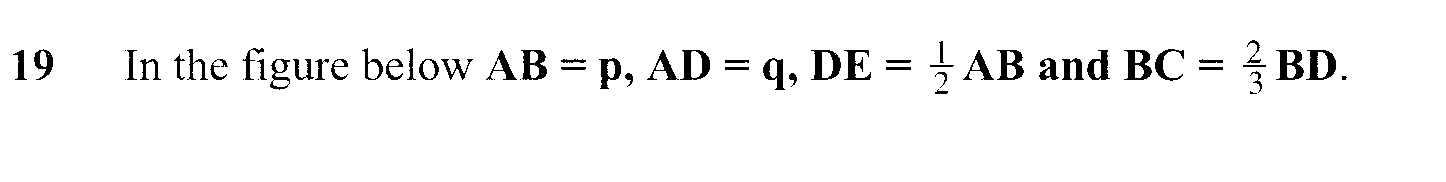 19 In the figure below AB = p, AD = q, DE = ½ AB and BC = ⅔ BD.